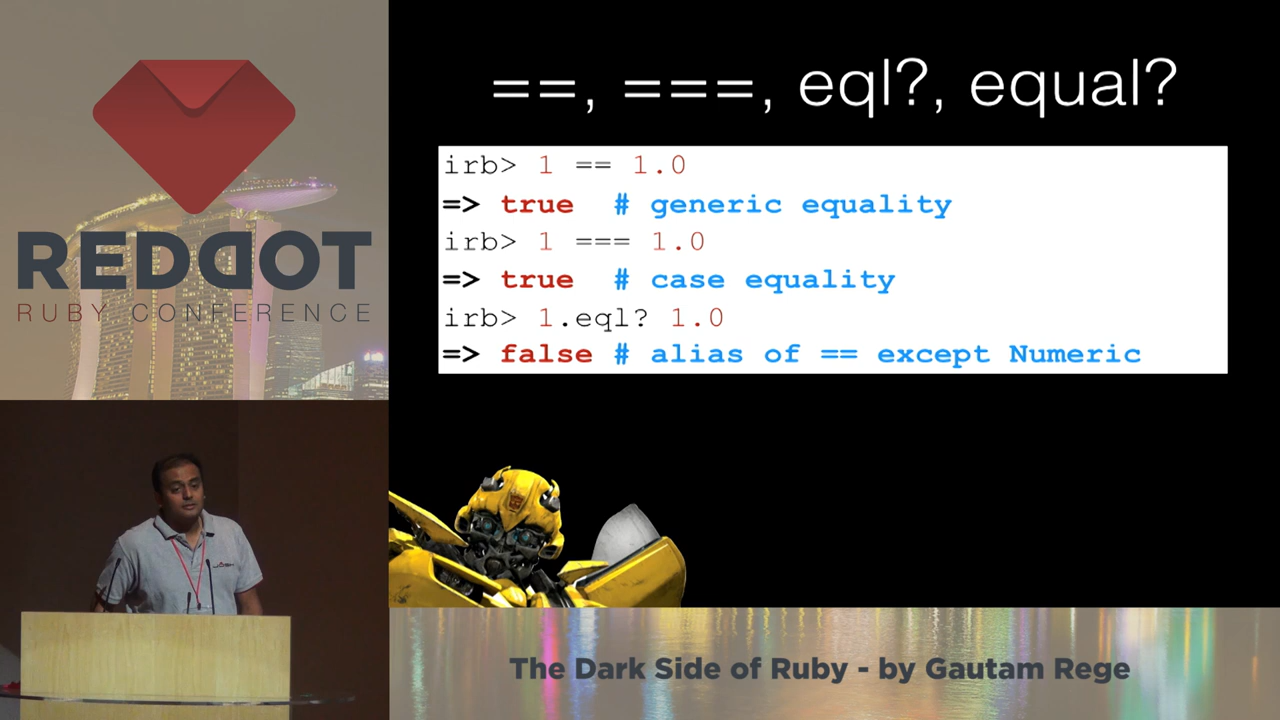 REDDOT
RUBY CONFERENCE
==, ===, eql?, equal?
irb> 1 == 1.0
=> true # generic equality
irb> 1 === 1.0
=> true # case equality
irb> 1.eql? 1.0
=> false # alias of == except Numeric
The Dark Side of Ruby - by Gautam Rege